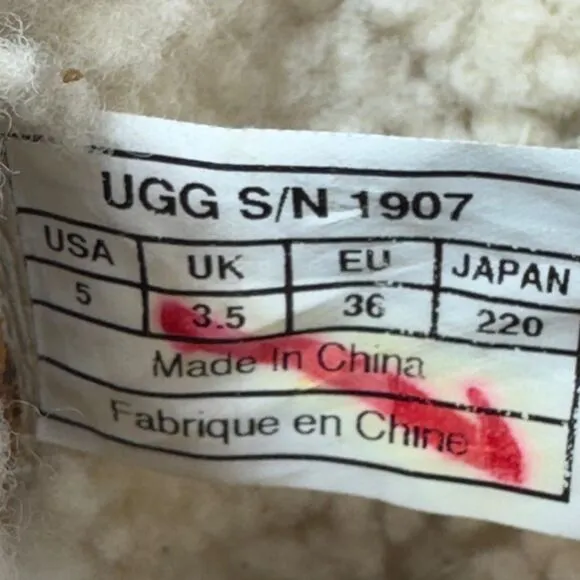 UGG S/N 1907
USA UK EU JAPAN
5 3.5 36 220
Made In China
Fabrique en Chine